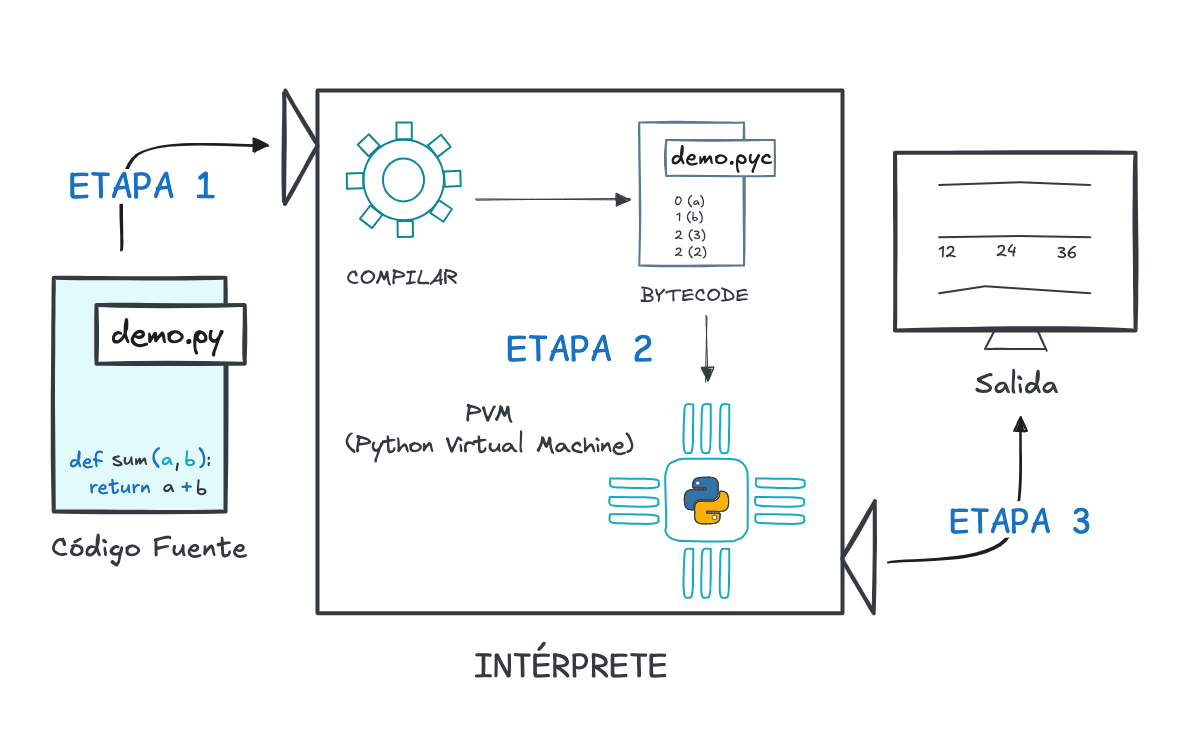 ETAPA 1
demo.py
def sum(a,b):
return a+b
Código Fuente
COMPILAR
demo.pyc
0 (a)
1 (b)
2 (3)
2 (2)
BYTECODE
ETAPA 2
PVM
(Python Virtual Machine)
INTÉRPRETE
12 24 36
Salida
ETAPA 3